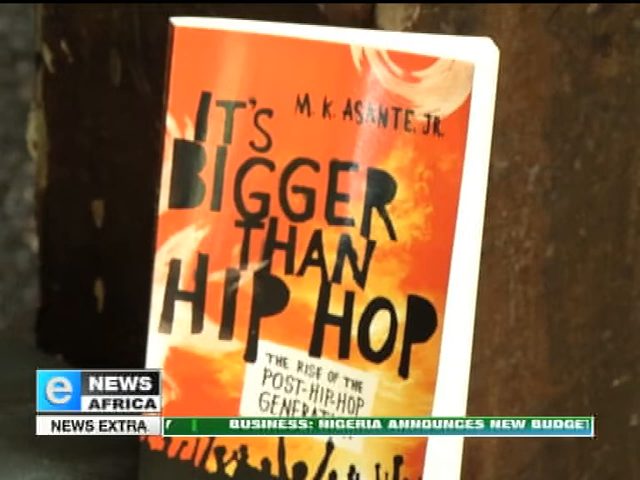 M. K. ASANTE, JR.
IT'S
BIGGER
THAN
HIP HOP
THE RISE OF THE
POST-HIP-HOP
e NEWS
AFRICA
NEWS EXTRA
BUSINESS: NIGERIA ANNOUNCES NEW BUDGET